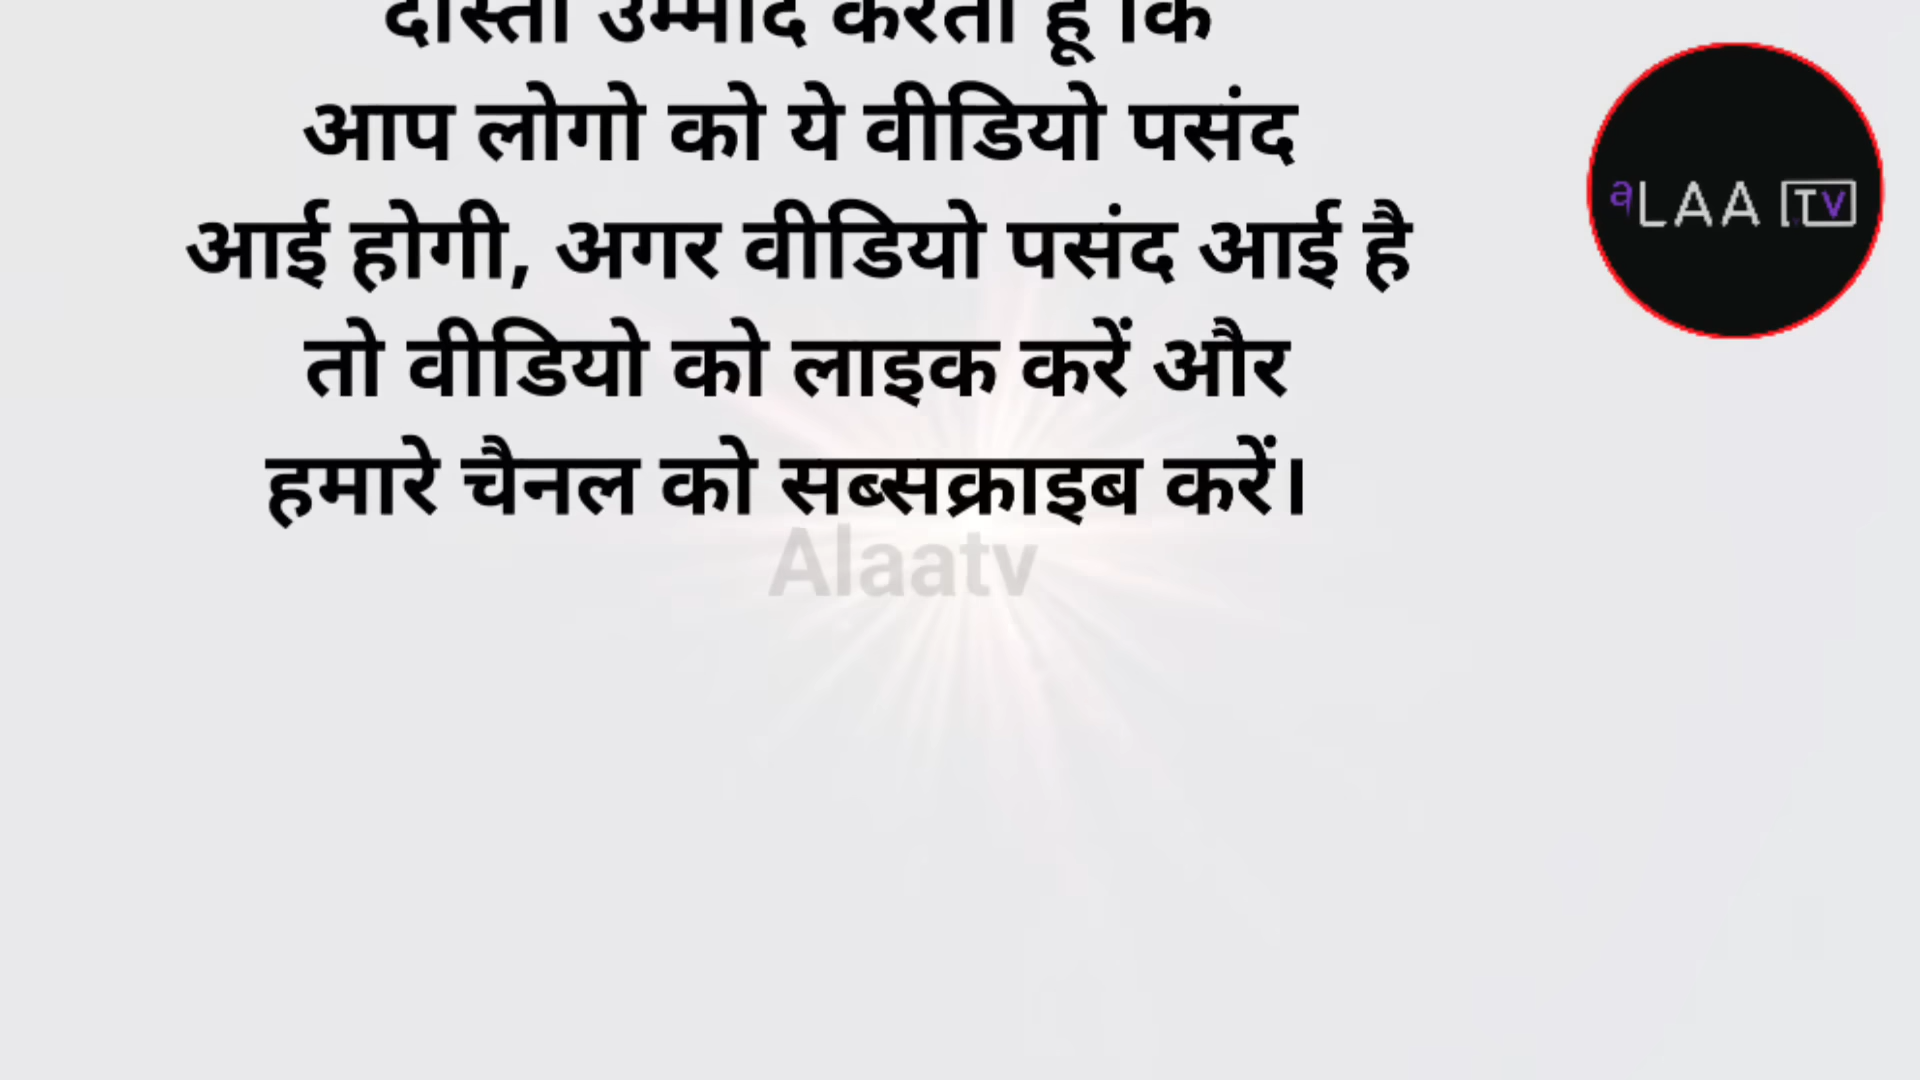 दोस्तों उम्मीद करता हूं कि
आप लोगो को ये वीडियो पसंद
आई होगी, अगर वीडियो पसंद आई है
तो वीडियो को लाइक करें और
हमारे चैनल को सब्सक्राइब करें।
Alaatv
aLAA TV